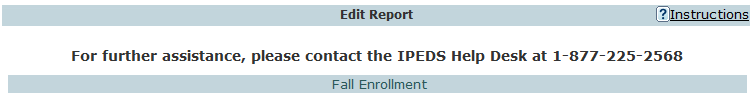 Edit Report ? Instructions
For further assistance, please contact the IPEDS Help Desk at 1-877-225-2568
Fall Enrollment